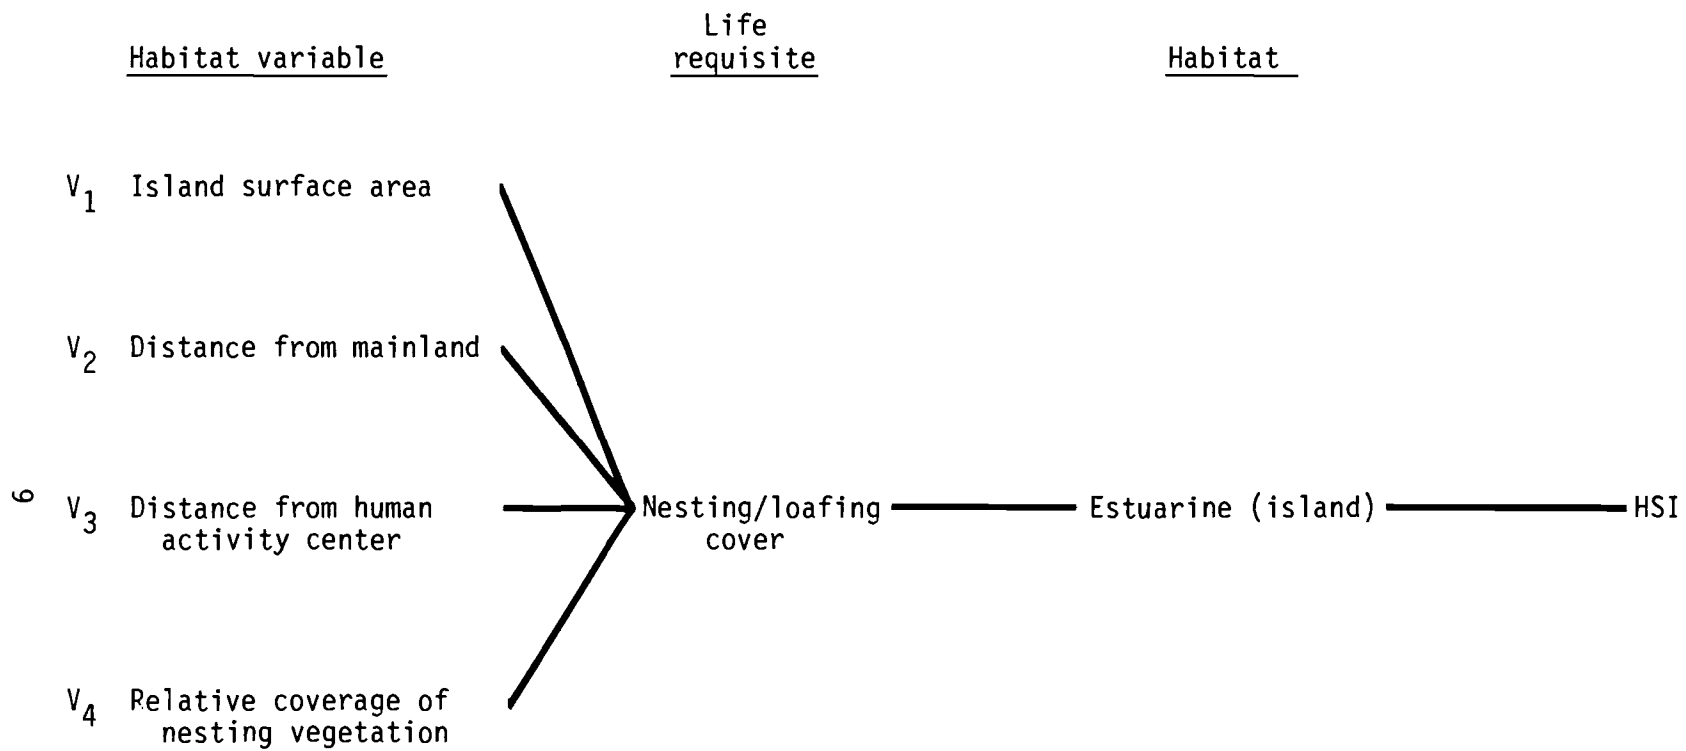 Life
Habitat variable requisite Habitat
V1 Island surface area
V2 Distance from mainland
V3 Distance from human Nesting/loafing Estuarine (island) HSI
activity center cover
V4 Relative coverage of
nesting vegetation